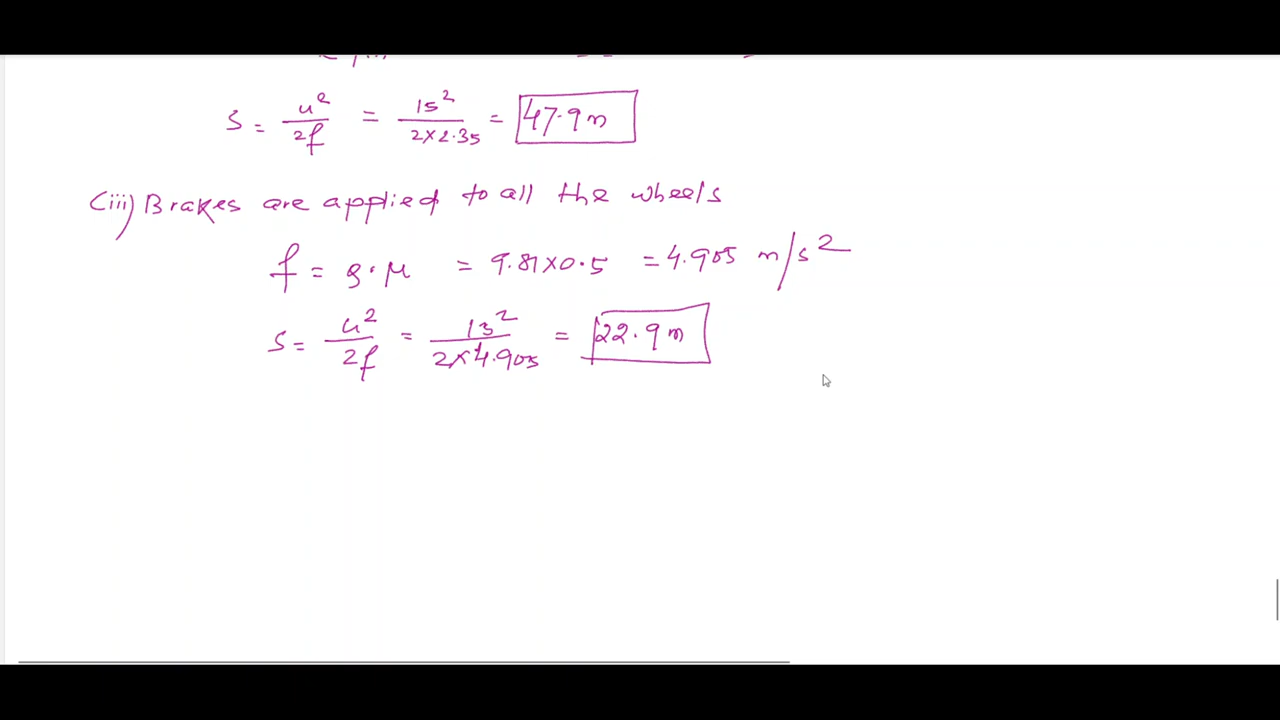 S = u² / 2f = 15² / 2×2.35 = 47.9 m
(iii) Brakes are applied to all the wheels
f = g·μ = 9.81×0.5 = 4.905 m/s²
S = u² / 2f = 15² / 2×4.905 = 22.9 m